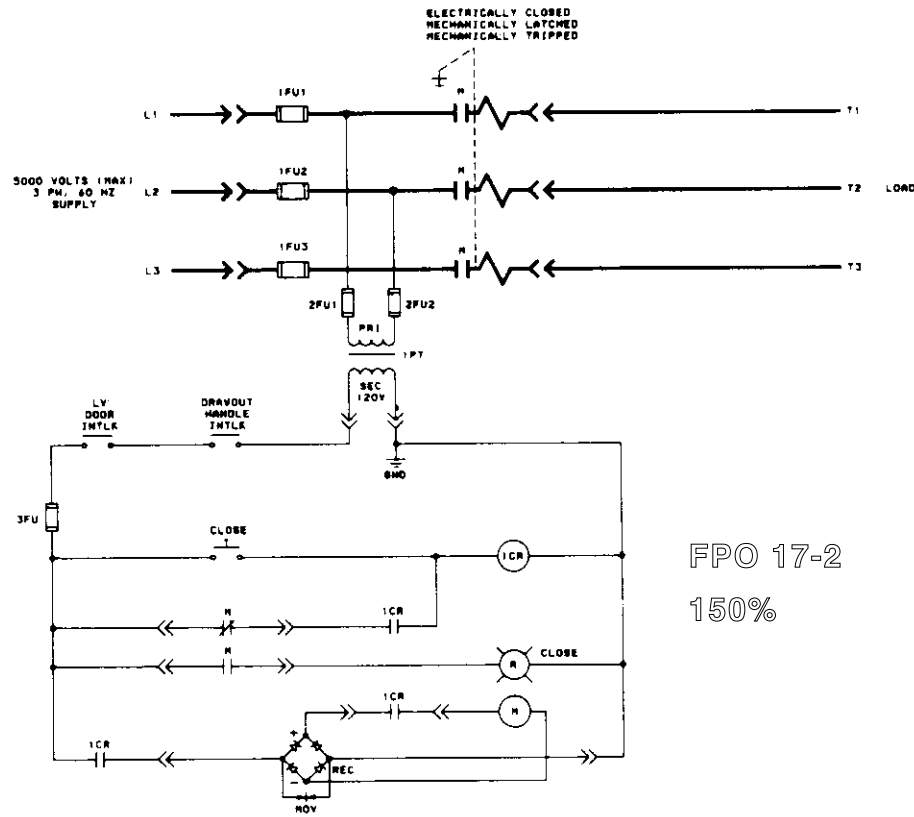 ELECTRICALLY CLOSED
MECHANICALLY LATCHED
MECHANICALLY TRIPPED
1FU1
M
L1
T1
5000 VOLTS (MAX)
3 PH, 60 HZ
SUPPLY
1FU2
M
L2
T2
LOAD
1FU3
M
L3
T3
2FU1
2FU2
PRI
1PT
SEC
120V
LV
DOOR
INTLK
DRAWOUT
HANDLE
INTLK
GND
3FU
CLOSE
1CR
FPO 17-2
150%
M
1CR
M
R
CLOSE
1CR
M
1CR
+
REC
-
MOV